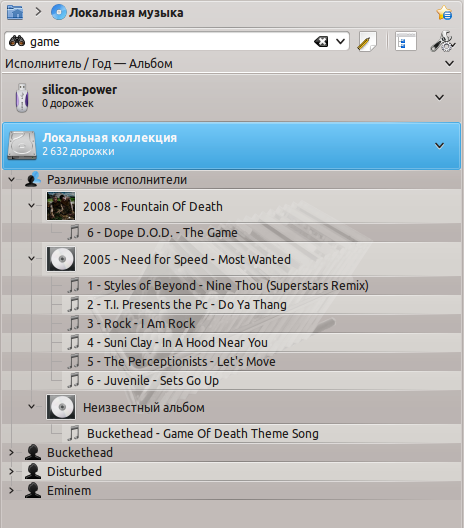 Локальная музыка
game
Исполнитель / Год — Альбом
silicon-power
0 дорожек
Локальная коллекция
2 632 дорожки
Различные исполнители
2008 - Fountain Of Death
6 - Dope D.O.D. - The Game
2005 - Need for Speed - Most Wanted
1 - Styles of Beyond - Nine Thou (Superstars Remix)
2 - T.I. Presents the Pc - Do Ya Thang
3 - Rock - I Am Rock
4 - Suni Clay - In A Hood Near You
5 - The Perceptionists - Let's Move
6 - Juvenile - Sets Go Up
Неизвестный альбом
Buckethead - Game Of Death Theme Song
Buckethead
Disturbed
Eminem